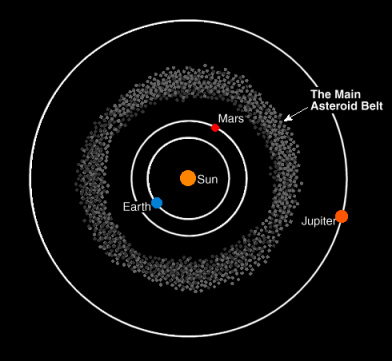 The Main
Asteroid Belt
Mars
Sun
Earth
Jupiter